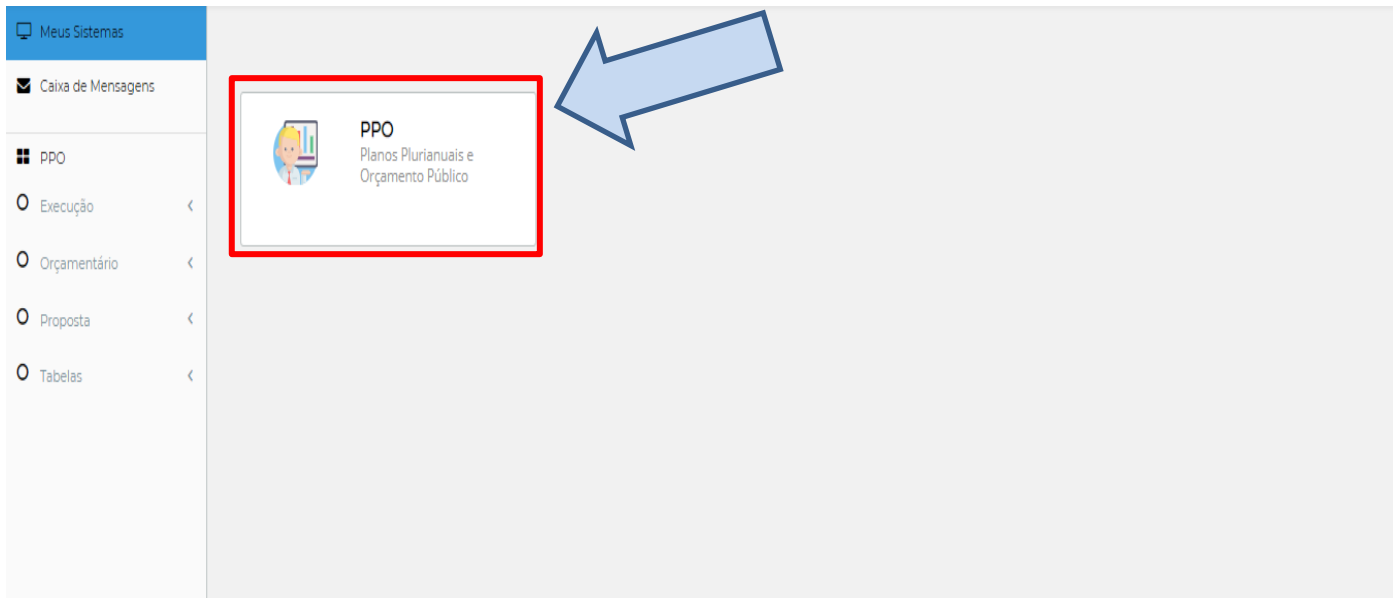 Meus Sistemas
Caixa de Mensagens
PPO
Execução
Orçamentário
Proposta
Tabelas
PPO
Planos Plurianuais e
Orçamento Público